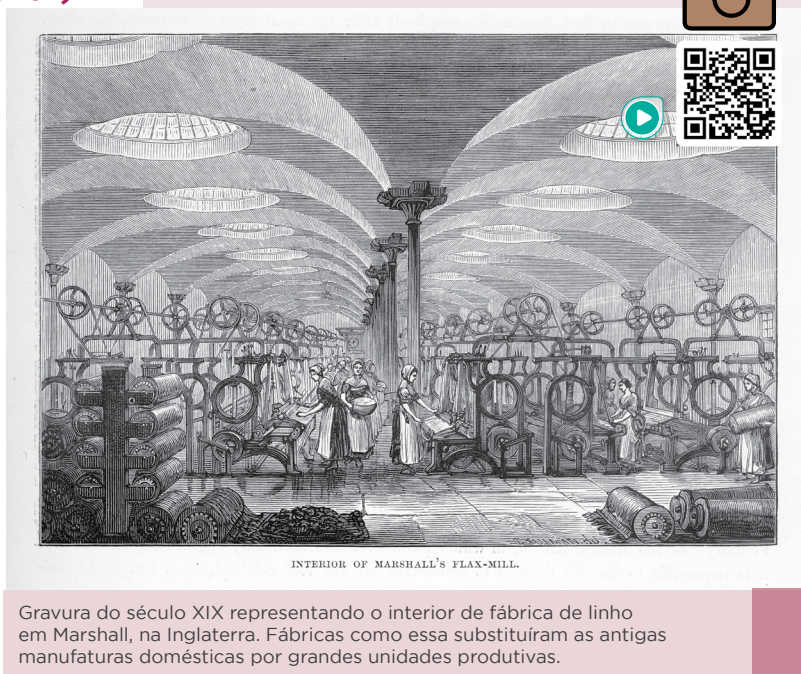 INTERIOR OF MARSHALL'S FLAX-MILL.
Gravura do século XIX representando o interior de fábrica de linho
em Marshall, na Inglaterra. Fábricas como essa substituíram as antigas
manufaturas domésticas por grandes unidades produtivas.